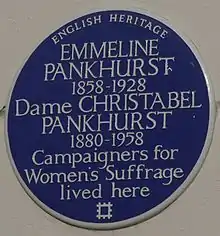 ENGLISH HERITAGE
EMMELINE
PANKHURST
1858-1928
Dame CHRISTABEL
PANKHURST
1880-1958
Campaigners for
Women's Suffrage
lived here